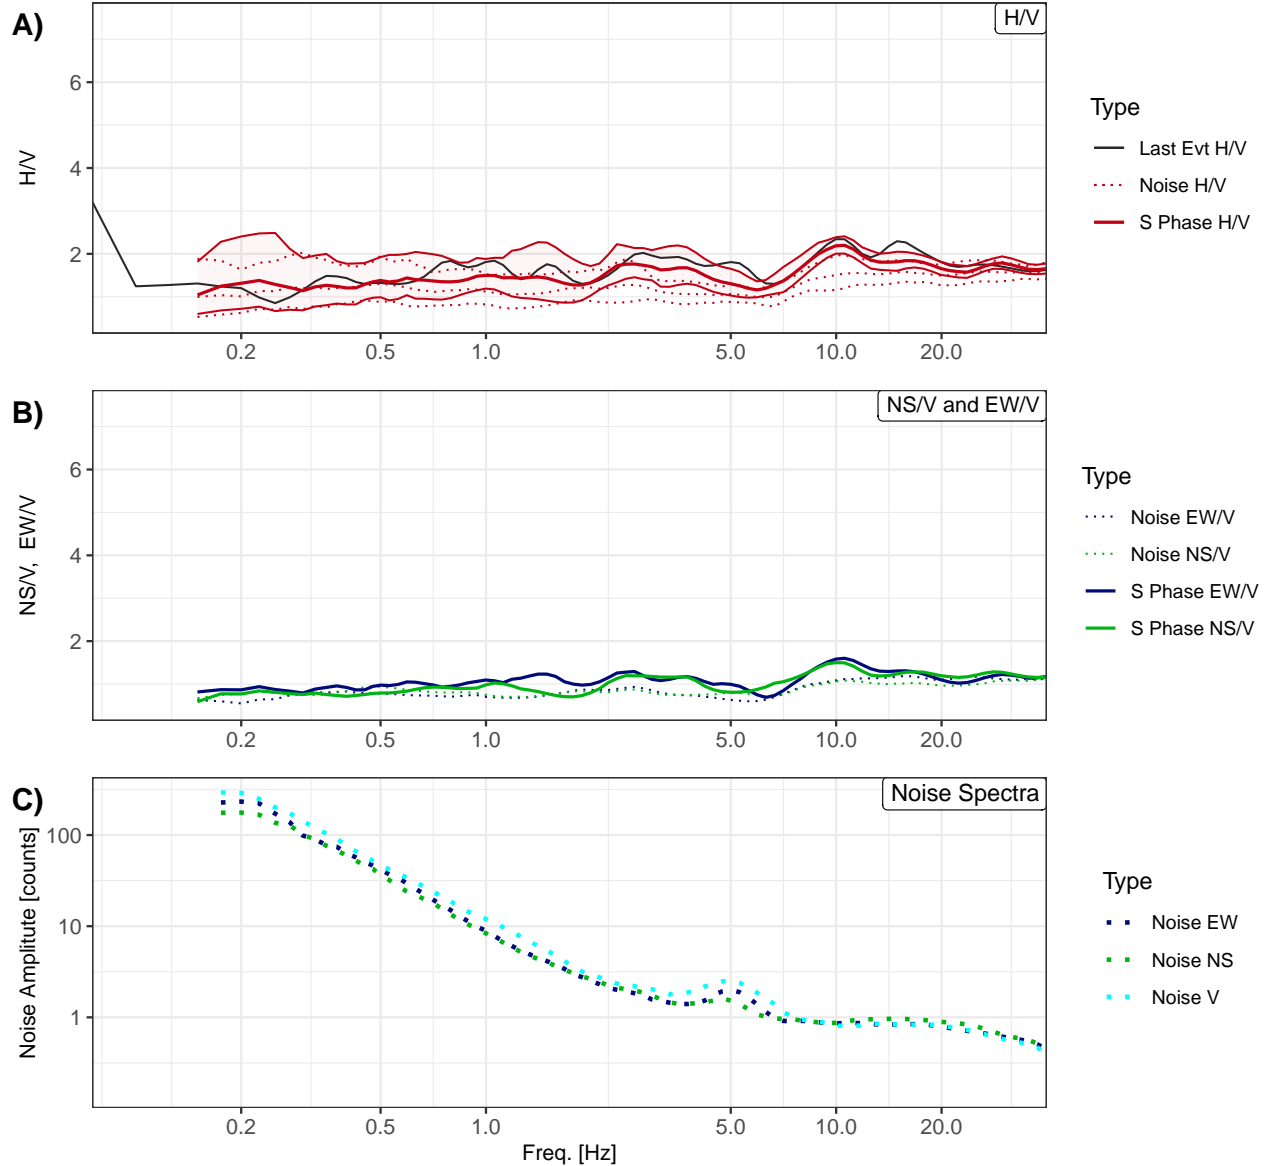 A)
H/V
6
4
2
H/V
0.2 0.5 1.0 5.0 10.0 20.0
Type
Last Evt H/V
Noise H/V
S Phase H/V
B)
NS/V and EW/V
6
4
2
NS/V, EW/V
0.2 0.5 1.0 5.0 10.0 20.0
Type
Noise EW/V
Noise NS/V
S Phase EW/V
S Phase NS/V
C)
Noise Spectra
100
10
1
Noise Amplitute [counts]
0.2 0.5 1.0 5.0 10.0 20.0
Freq. [Hz]
Type
Noise EW
Noise NS
Noise V